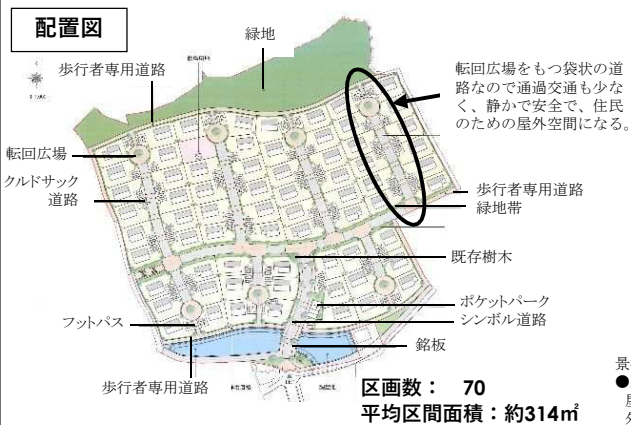 配置図
緑地
歩行者専用道路
転回広場をもつ袋状の道
路なので通過交通も少な
く、静かで安全で、住民
のための屋外空間になる。
転回広場
クルドサック
道路
歩行者専用道路
緑地帯
既存樹木
ポケットパーク
シンボル道路
フットパス
銘板
歩行者専用道路
区画数： 70
平均区間面積：約314㎡
景
●